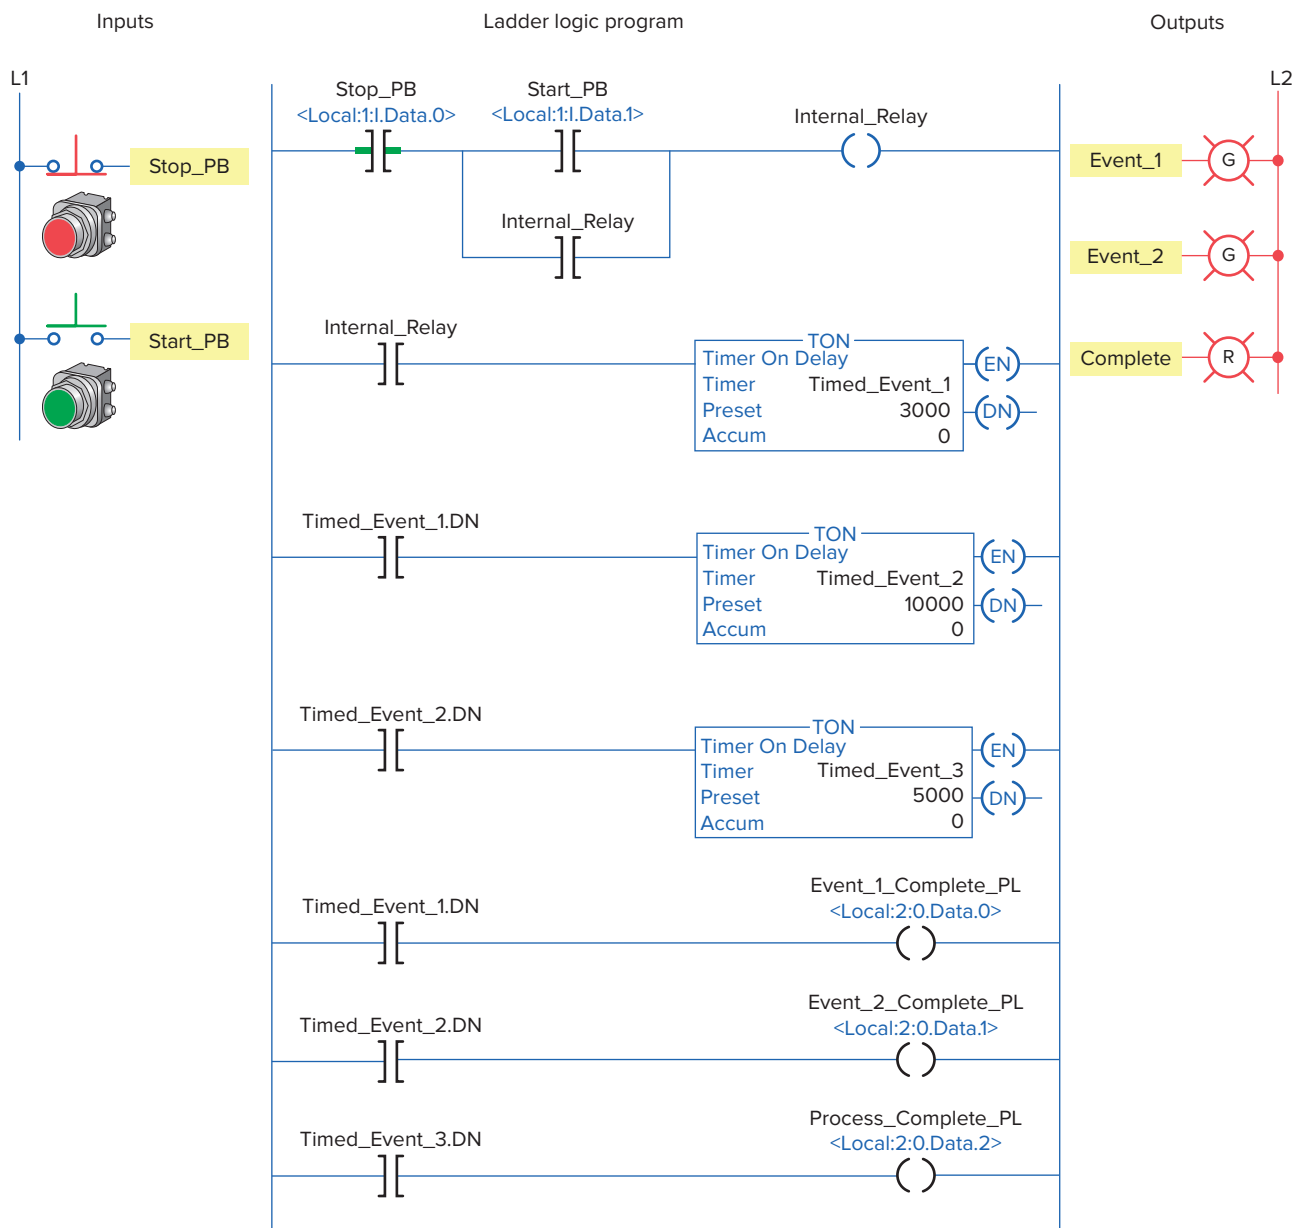 Inputs
Ladder logic program
Outputs
L1
L2
Stop_PB
<Local:1:I.Data.0>
Start_PB
<Local:1:I.Data.1>
Internal_Relay
Stop_PB
Event_1
G
Internal_Relay
Event_2
G
Start_PB
Internal_Relay
TON
Timer On Delay
EN
Timer Timed_Event_1
Preset 3000
DN
Accum 0
Complete
R
Timed_Event_1.DN
TON
Timer On Delay
EN
Timer Timed_Event_2
Preset 10000
DN
Accum 0
Timed_Event_2.DN
TON
Timer On Delay
EN
Timer Timed_Event_3
Preset 5000
DN
Accum 0
Timed_Event_1.DN
Event_1_Complete_PL
<Local:2:0.Data.0>
Timed_Event_2.DN
Event_2_Complete_PL
<Local:2:0.Data.1>
Timed_Event_3.DN
Process_Complete_PL
<Local:2:0.Data.2>